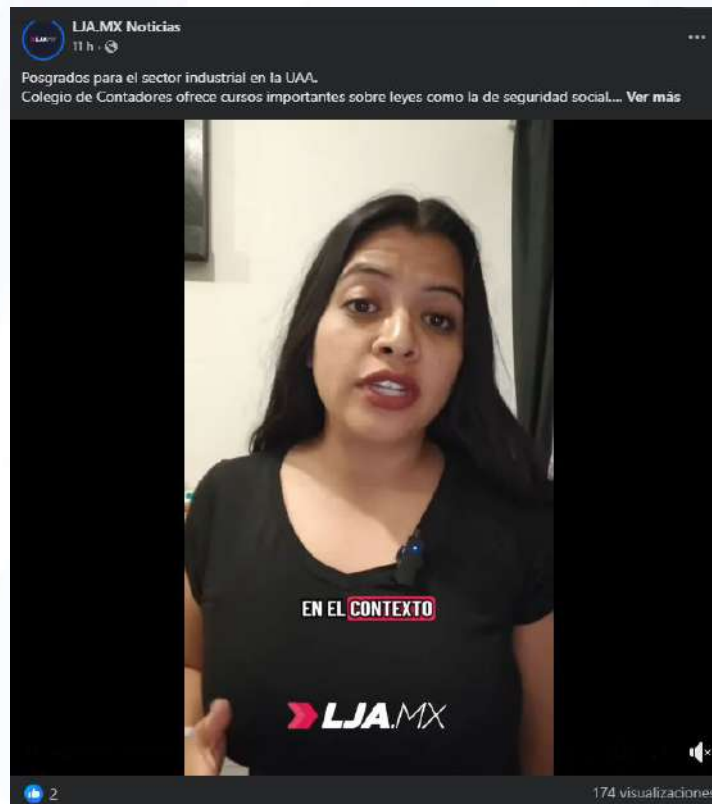 LJA.MX Noticias
11 h ·
Posgrados para el sector industrial en la UAA.
Colegio de Contadores ofrece cursos importantes sobre leyes como la de seguridad social.... Ver más
EN EL CONTEXTO
LJA.MX
2
174 visualizaciones